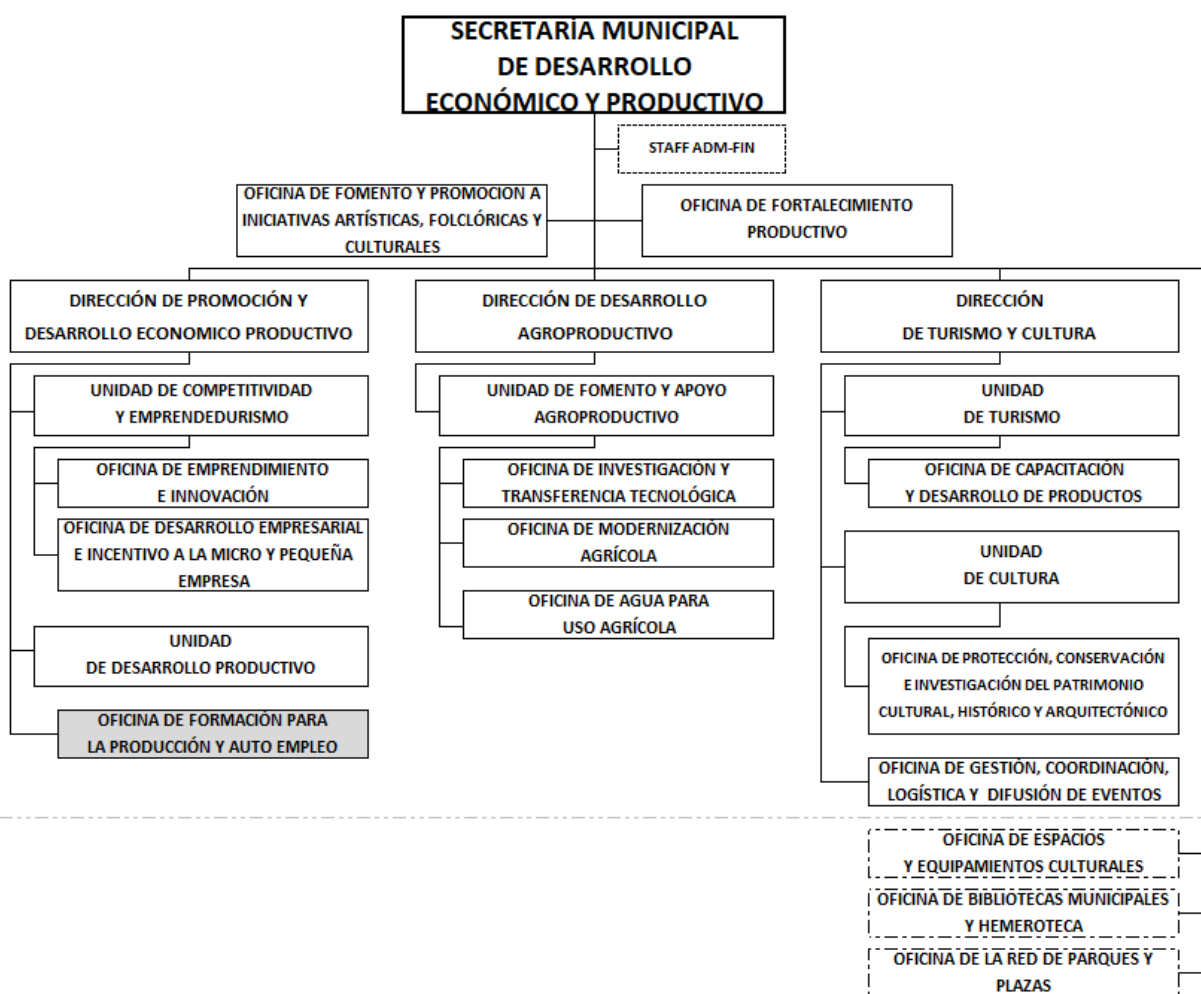 SECRETARÍA MUNICIPAL
DE DESARROLLO
ECONÓMICO Y PRODUCTIVO
STAFF ADM-FIN
OFICINA DE FOMENTO Y PROMOCION A
INICIATIVAS ARTÍSTICAS, FOLCLÓRICAS Y
CULTURALES
OFICINA DE FORTALECIMIENTO
PRODUCTIVO
DIRECCIÓN DE PROMOCIÓN Y
DESARROLLO ECONOMICO PRODUCTIVO
UNIDAD DE COMPETITIVIDAD
Y EMPRENDEDURISMO
OFICINA DE EMPRENDIMIENTO
E INNOVACIÓN
OFICINA DE DESARROLLO EMPRESARIAL
E INCENTIVO A LA MICRO Y PEQUEÑA
EMPRESA
UNIDAD
DE DESARROLLO PRODUCTIVO
OFICINA DE FORMACIÓN PARA
LA PRODUCCIÓN Y AUTO EMPLEO
DIRECCIÓN DE DESARROLLO
AGROPRODUCTIVO
UNIDAD DE FOMENTO Y APOYO
AGROPRODUCTIVO
OFICINA DE INVESTIGACIÓN Y
TRANSFERENCIA TECNOLÓGICA
OFICINA DE MODERNIZACIÓN
AGRÍCOLA
OFICINA DE AGUA PARA
USO AGRÍCOLA
DIRECCIÓN
DE TURISMO Y CULTURA
UNIDAD
DE TURISMO
OFICINA DE CAPACITACIÓN
Y DESARROLLO DE PRODUCTOS
UNIDAD
DE CULTURA
OFICINA DE PROTECCIÓN, CONSERVACIÓN
E INVESTIGACIÓN DEL PATRIMONIO
CULTURAL, HISTÓRICO Y ARQUITECTÓNICO
OFICINA DE GESTIÓN, COORDINACIÓN,
LOGÍSTICA Y DIFUSIÓN DE EVENTOS
OFICINA DE ESPACIOS
Y EQUIPAMIENTOS CULTURALES
OFICINA DE BIBLIOTECAS MUNICIPALES
Y HEMEROTECA
OFICINA DE LA RED DE PARQUES Y
PLAZAS